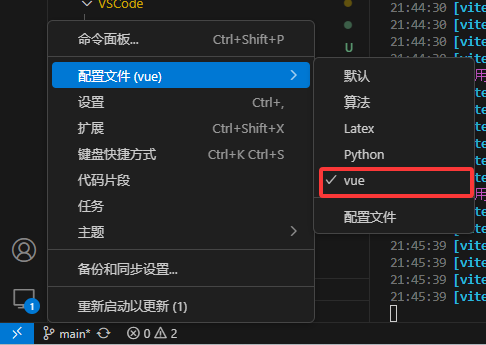 VSCode
命令面板... Ctrl+Shift+P
配置文件 (vue)
设置 Ctrl+,
扩展 Ctrl+Shift+X
键盘快捷方式 Ctrl+K Ctrl+S
代码片段
任务
主题
备份和同步设置...
重新启动以更新 (1)
默认
算法
Latex
Python
vue
配置文件
U
21:44:30 [vite
21:44:30 [vite
21:44:30 [vite
21:44:30 [vite
用
用
21:45:39 [vite
21:45:39 [vite
21:45:39 [vite
21:45:39 [vite
1
main* 0 2